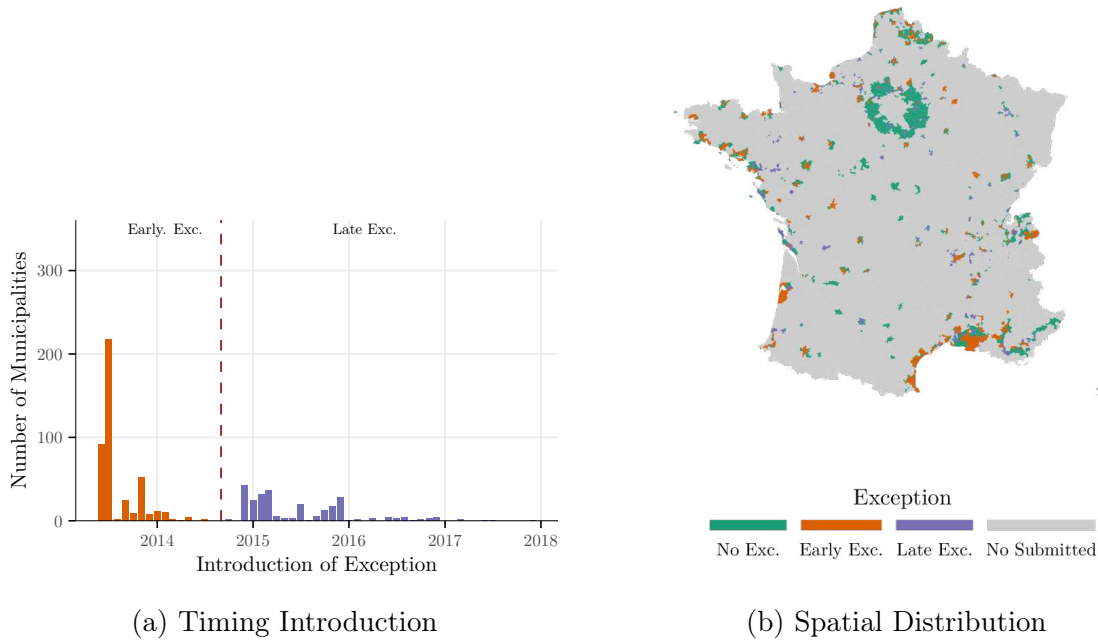 Early. Exc.
Late Exc.
Number of Municipalities
300
200
100
0
2014
2015
2016
2017
2018
Introduction of Exception
(a) Timing Introduction
Exception
No Exc.
Early Exc.
Late Exc.
No Submitted
(b) Spatial Distribution